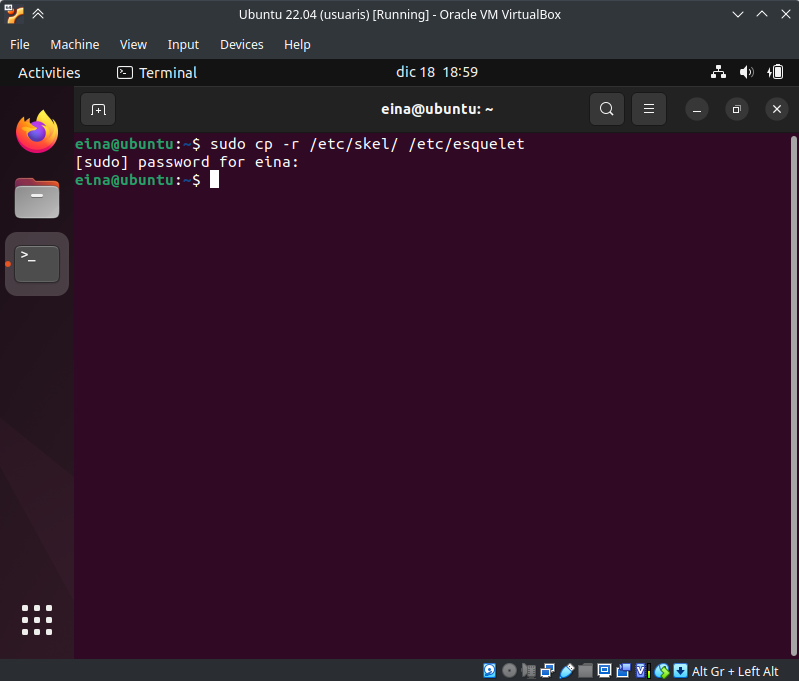 Ubuntu 22.04 (usuaris) [Running] - Oracle VM VirtualBox
File Machine View Input Devices Help
Activities Terminal dic 18 18:59
eina@ubuntu: ~
eina@ubuntu:~$ sudo cp -r /etc/skel/ /etc/esquelet
[sudo] password for eina:
eina@ubuntu:~$
Alt Gr + Left Alt